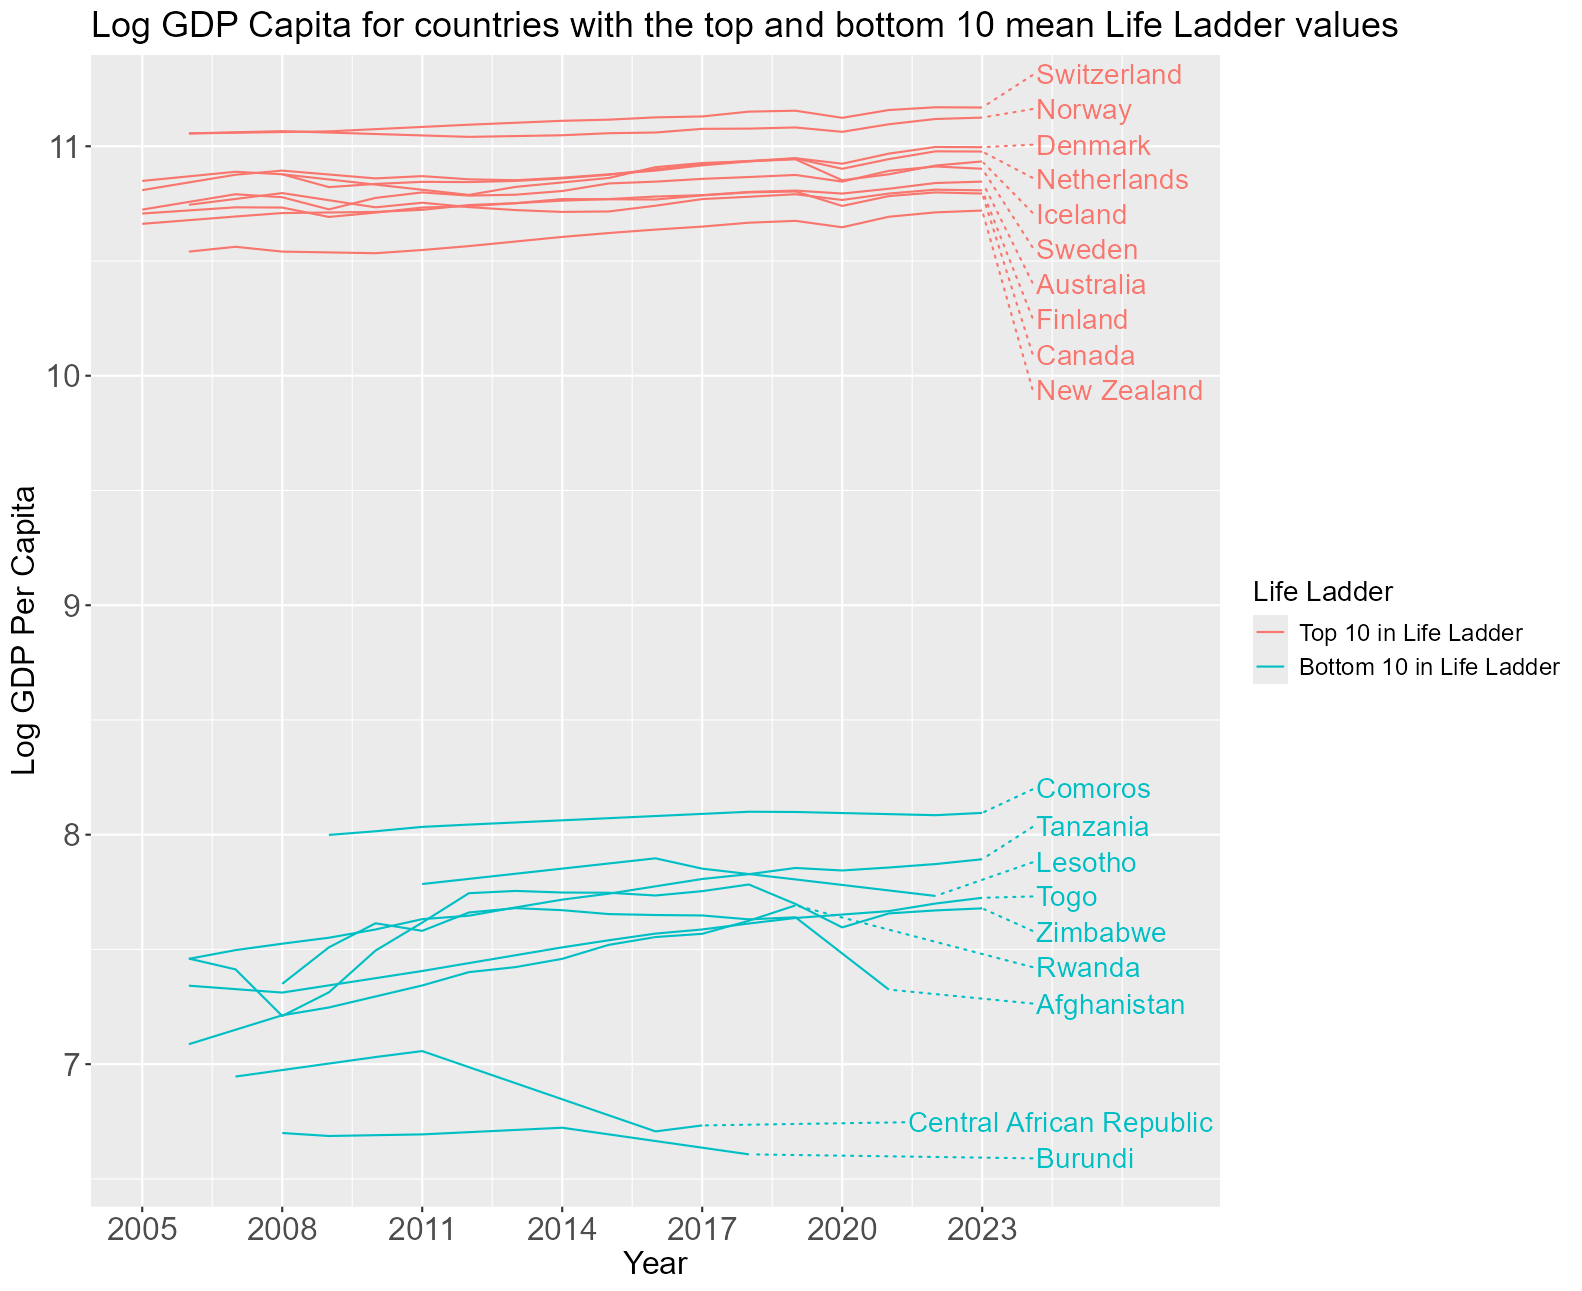 Log GDP Capita for countries with the top and bottom 10 mean Life Ladder values
Switzerland
Norway
Denmark
Netherlands
Iceland
Sweden
Australia
Finland
Canada
New Zealand
11
10
9
8
7
Log GDP Per Capita
Life Ladder
Top 10 in Life Ladder
Bottom 10 in Life Ladder
Comoros
Tanzania
Lesotho
Togo
Zimbabwe
Rwanda
Afghanistan
Central African Republic
Burundi
2005 2008 2011 2014 2017 2020 2023
Year